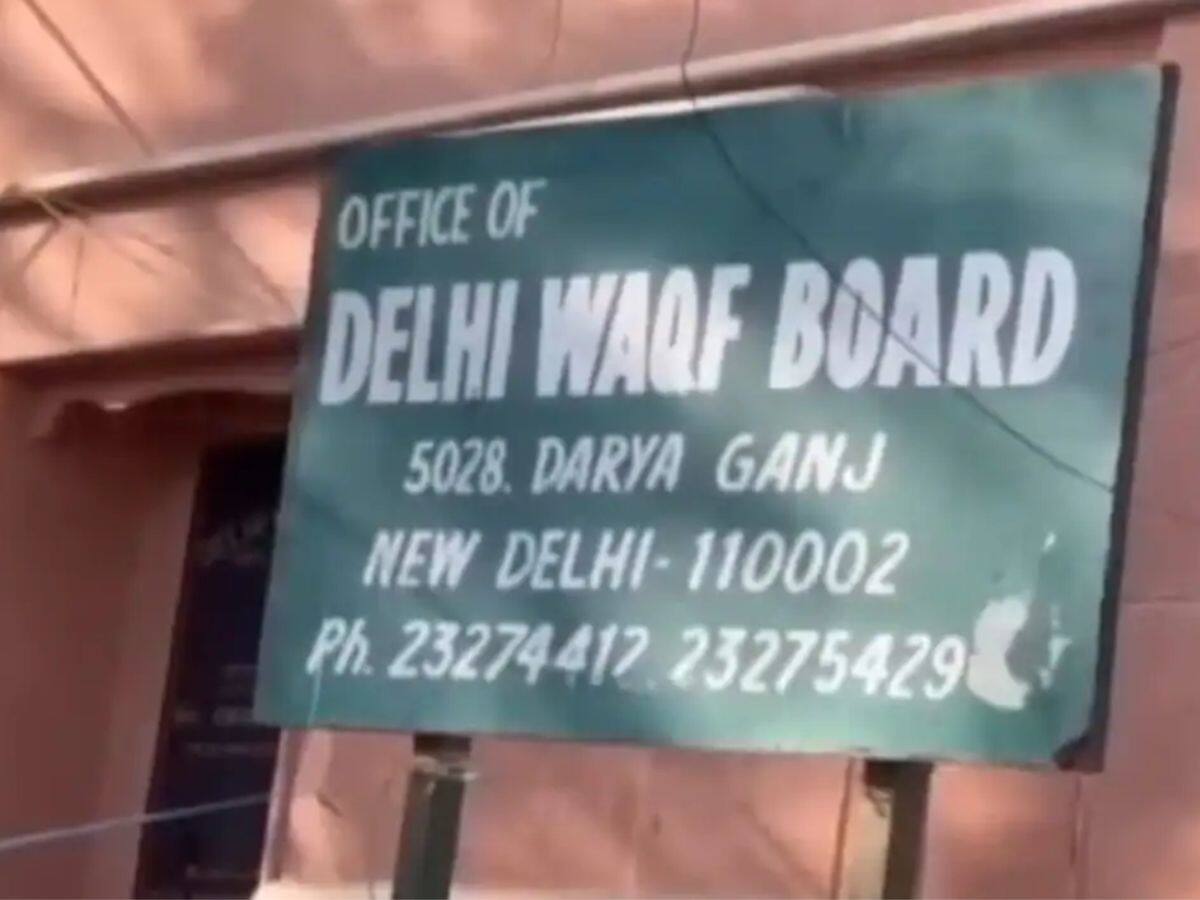 OFFICE OF
DELHI WAQF BOARD
5028. DARYA GANJ
NEW DELHI- 110002
Ph. 23274417 23275429